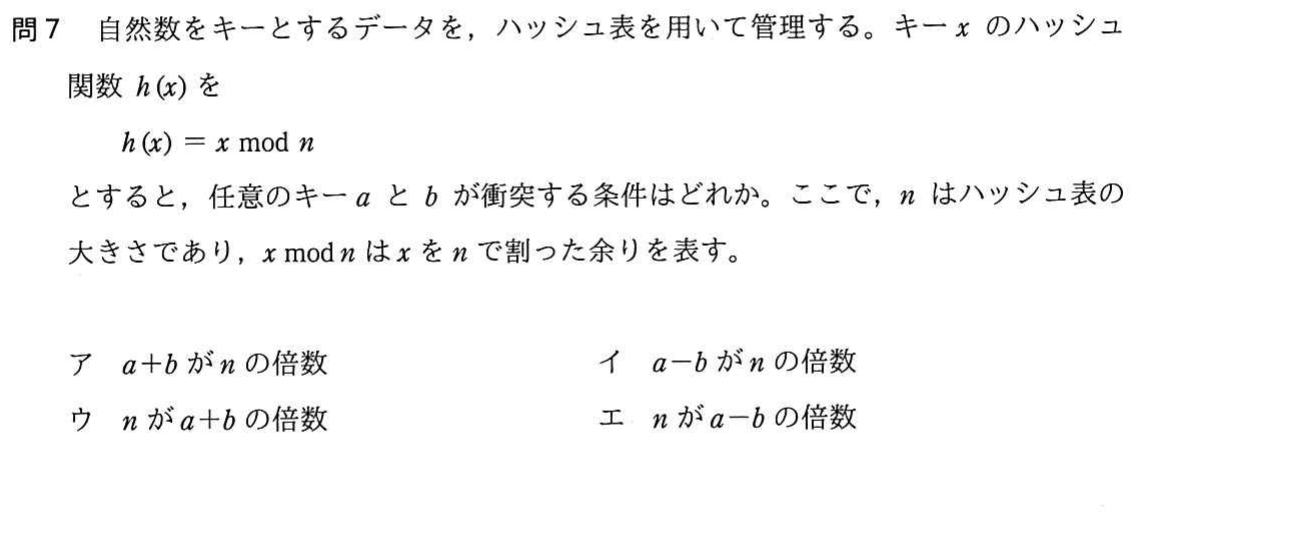 問7 自然数をキーとするデータを，ハッシュ表を用いて管理する。キー x のハッシュ
関数 h(x) を
h(x) = x mod n
とすると，任意のキー a と b が衝突する条件はどれか。ここで，n はハッシュ表の
大きさであり，x mod n は x を n で割った余りを表す。
ア a+b が n の倍数 イ a−b が n の倍数
ウ n が a+b の倍数 エ n が a−b の倍数